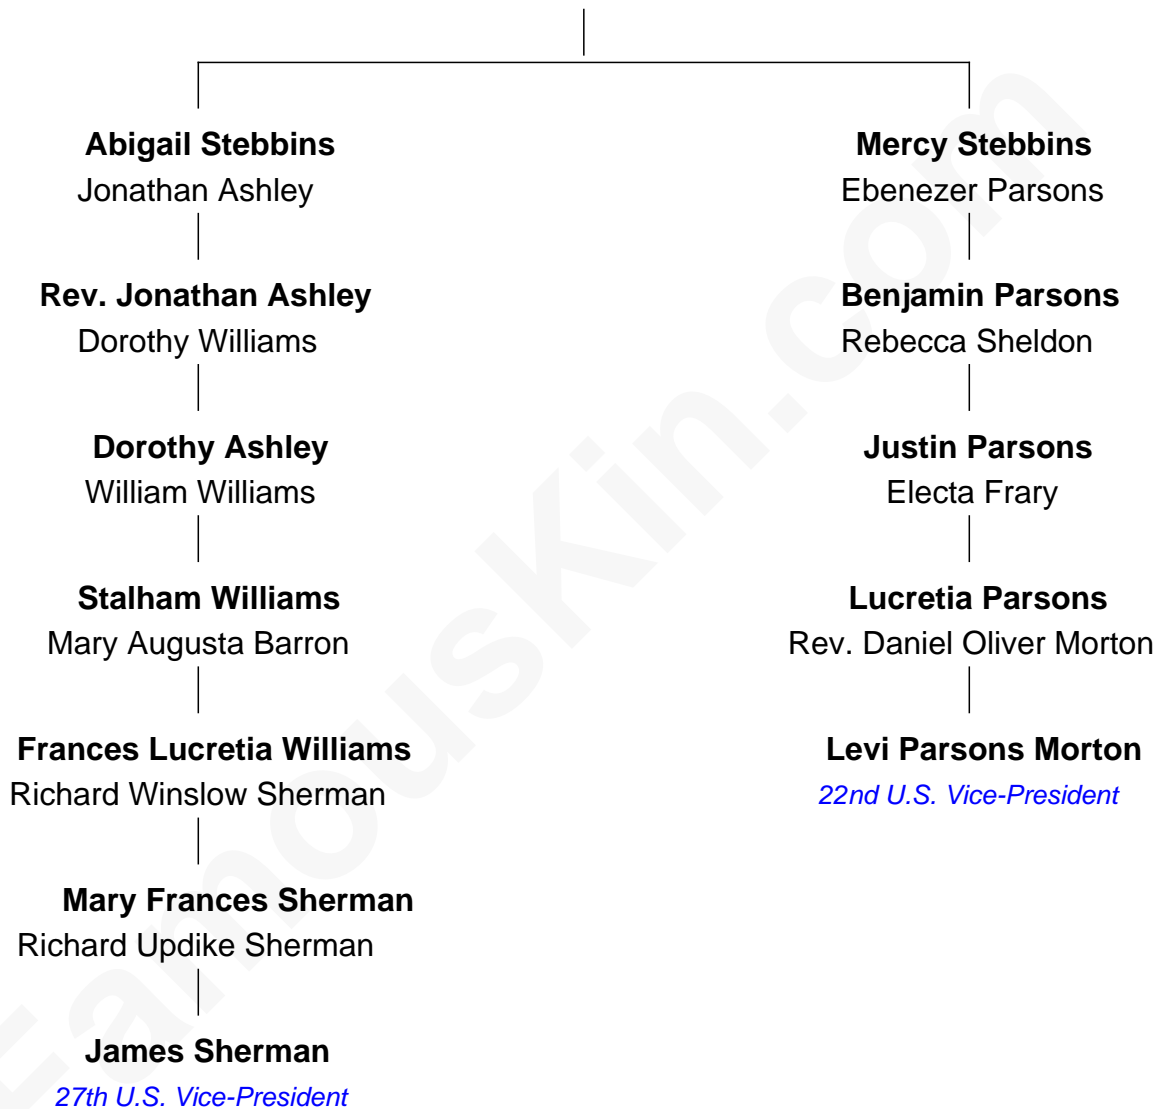 Abigail Stebbins
Jonathan Ashley
Rev. Jonathan Ashley
Dorothy Williams
Dorothy Ashley
William Williams
Stalham Williams
Mary Augusta Barron
Frances Lucretia Williams
Richard Winslow Sherman
Mary Frances Sherman
Richard Updike Sherman
James Sherman
27th U.S. Vice-President
Mercy Stebbins
Ebenezer Parsons
Benjamin Parsons
Rebecca Sheldon
Justin Parsons
Electa Frary
Lucretia Parsons
Rev. Daniel Oliver Morton
Levi Parsons Morton
22nd U.S. Vice-President
FamousKin.com